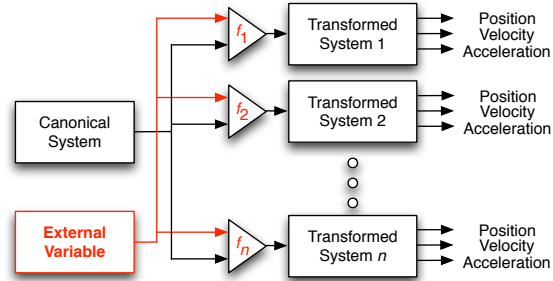 f1
Transformed
System 1
Position
Velocity
Acceleration
f2
Transformed
System 2
Position
Velocity
Acceleration
Canonical
System
External
Variable
fn
Transformed
System n
Position
Velocity
Acceleration